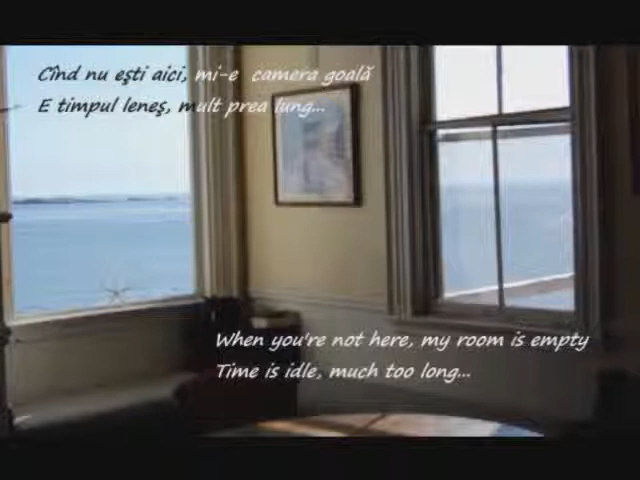 Cînd nu eşti aici, mi-e camera goală
E timpul leneş, mult prea lung...
When you're not here, my room is empty
Time is idle, much too long...